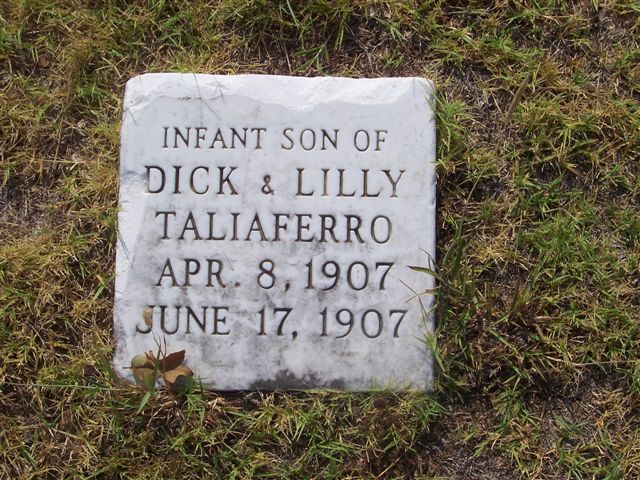 INFANT SON OF
DICK & LILLY
TALIAFERRO
APR. 8, 1907
JUNE 17, 1907